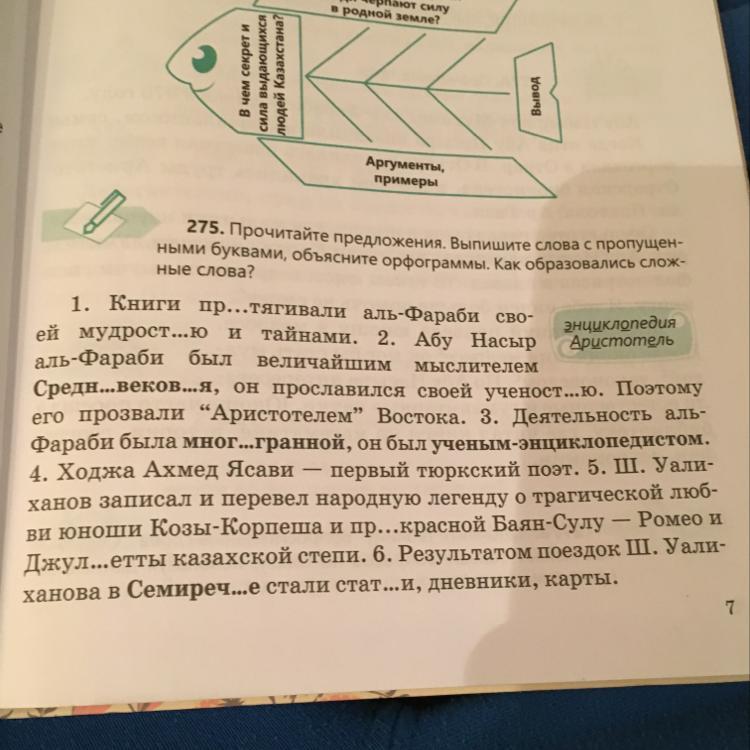 черпают силу
в родной земле?
В чем секрет и
сила выдающихся
людей Казахстана?
Вывод
Аргументы,
примеры
275. Прочитайте предложения. Выпишите слова с пропущен-
ными буквами, объясните орфограммы. Как образовались слож-
ные слова?
1. Книги пр...тягивали аль-Фараби сво-
ей мудрост...ю и тайнами. 2. Абу Насыр
аль-Фараби был величайшим мыслителем
Средн...веков...я, он прославился своей ученост...ю. Поэтому
его прозвали “Аристотелем” Востока. 3. Деятельность аль-
Фараби была мног...гранной, он был ученым-энциклопедистом.
4. Ходжа Ахмед Ясави — первый тюркский поэт. 5. Ш. Уали-
ханов записал и перевел народную легенду о трагической люб-
ви юноши Козы-Корпеша и пр...красной Баян-Сулу — Ромео и
Джул...етты казахской степи. 6. Результатом поездок Ш. Уали-
ханова в Семиреч...е стали стат...и, дневники, карты.
энциклопедия
Аристотель
7